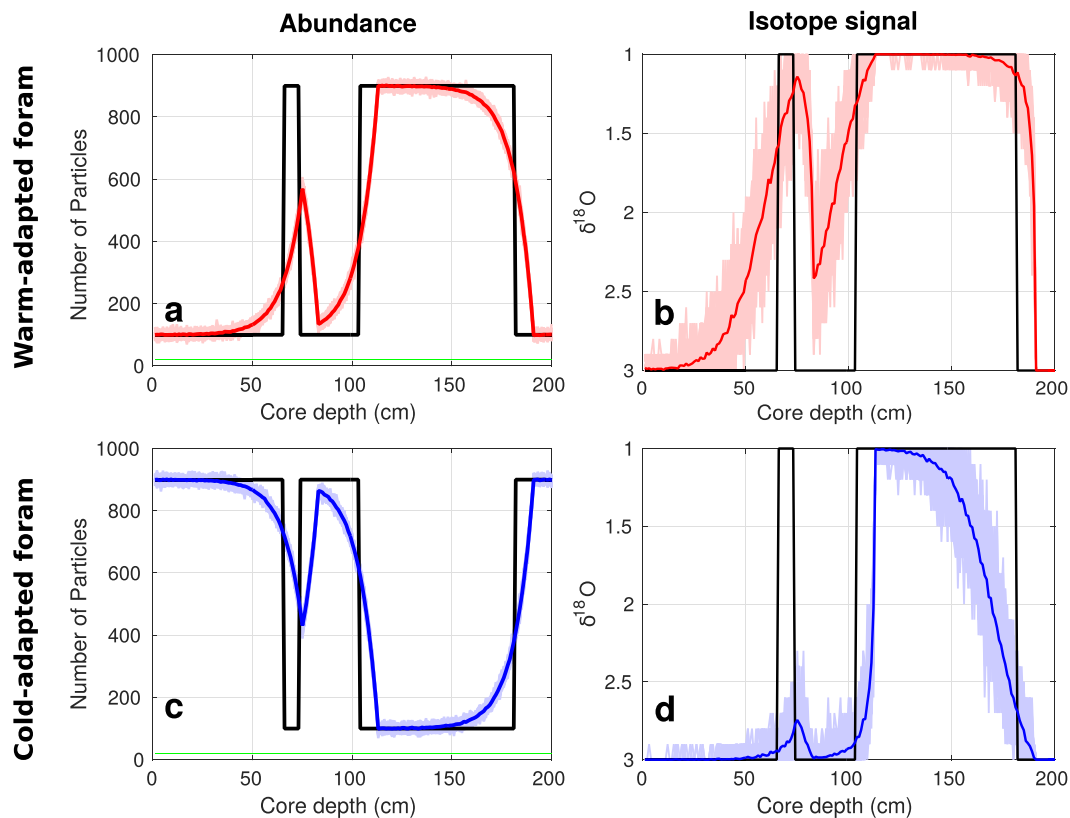 Abundance
Isotope signal
Warm-adapted foram
Number of Particles
1000
800
600
400
200
0
a
0 50 100 150 200
Core depth (cm)
δ18O
1
1.5
2
2.5
3
b
0 50 100 150 200
Core depth (cm)
Cold-adapted foram
Number of Particles
1000
800
600
400
200
0
c
0 50 100 150 200
Core depth (cm)
δ18O
1
1.5
2
2.5
3
d
0 50 100 150 200
Core depth (cm)